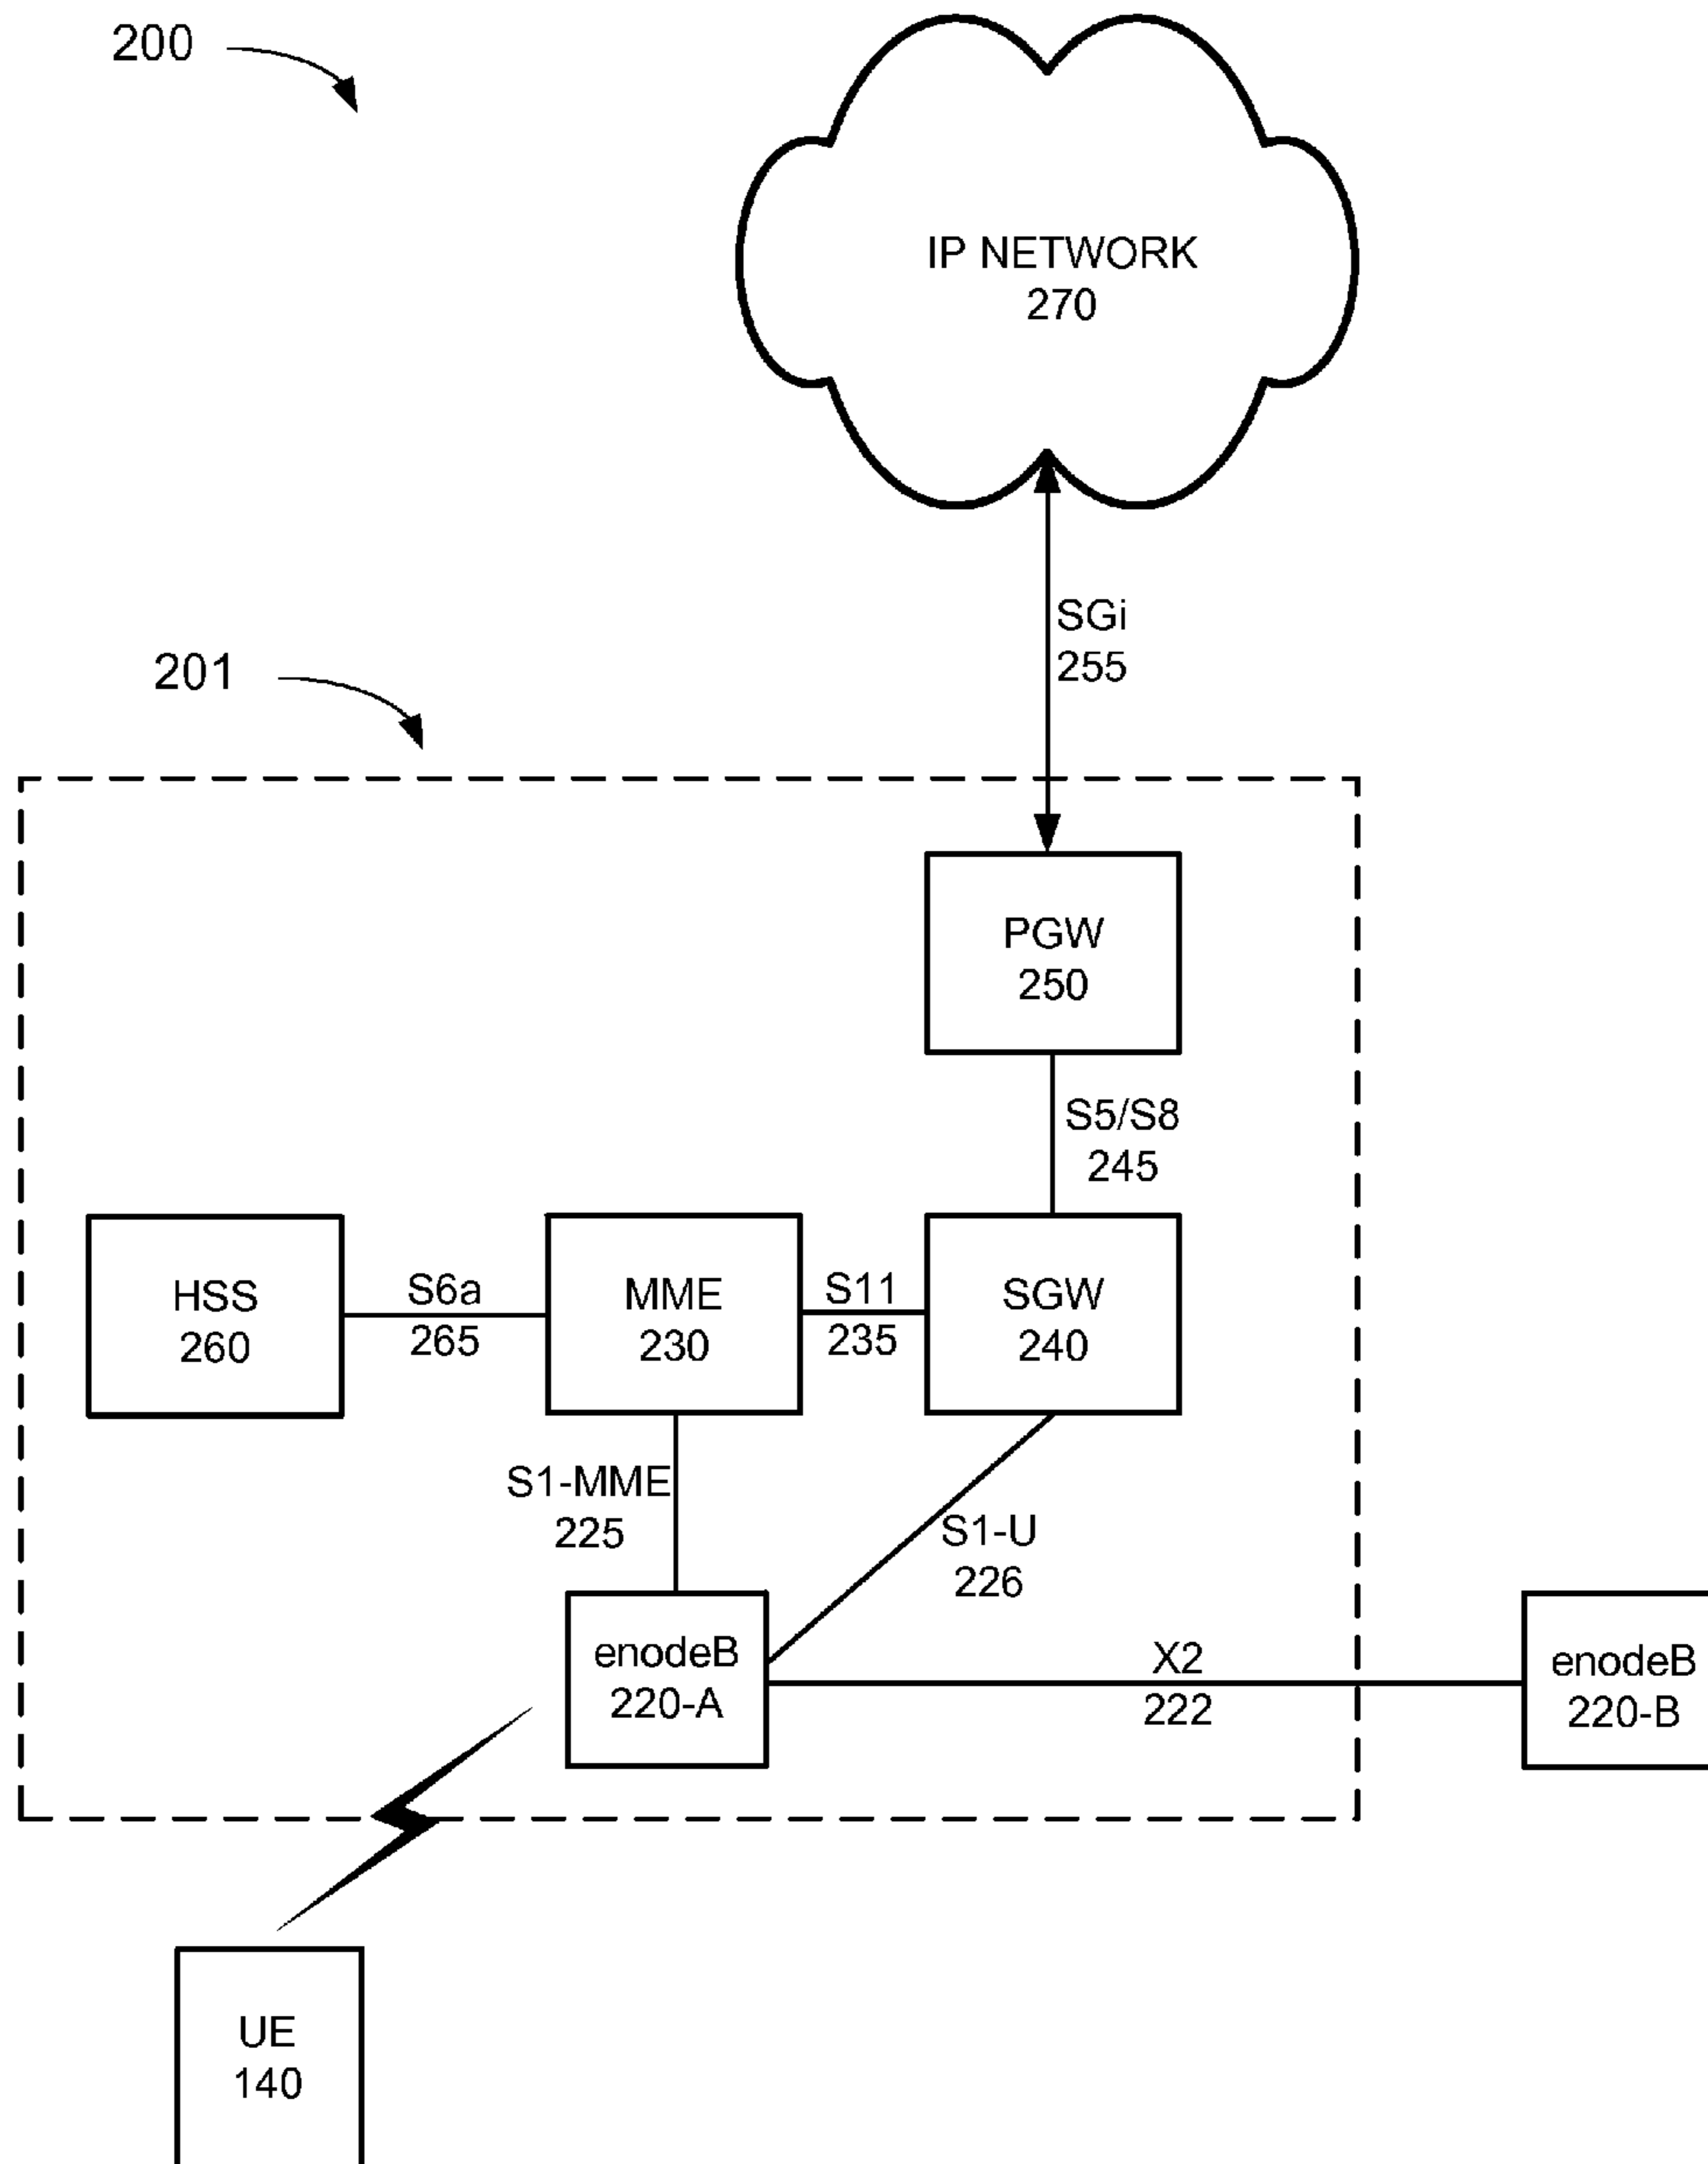 200
IP NETWORK
270
SGi
255
201
PGW
250
S5/S8
245
HSS
260
S6a
265
MME
230
S11
235
SGW
240
S1-MME
225
S1-U
226
enodeB
220-A
X2
222
enodeB
220-B
UE
140